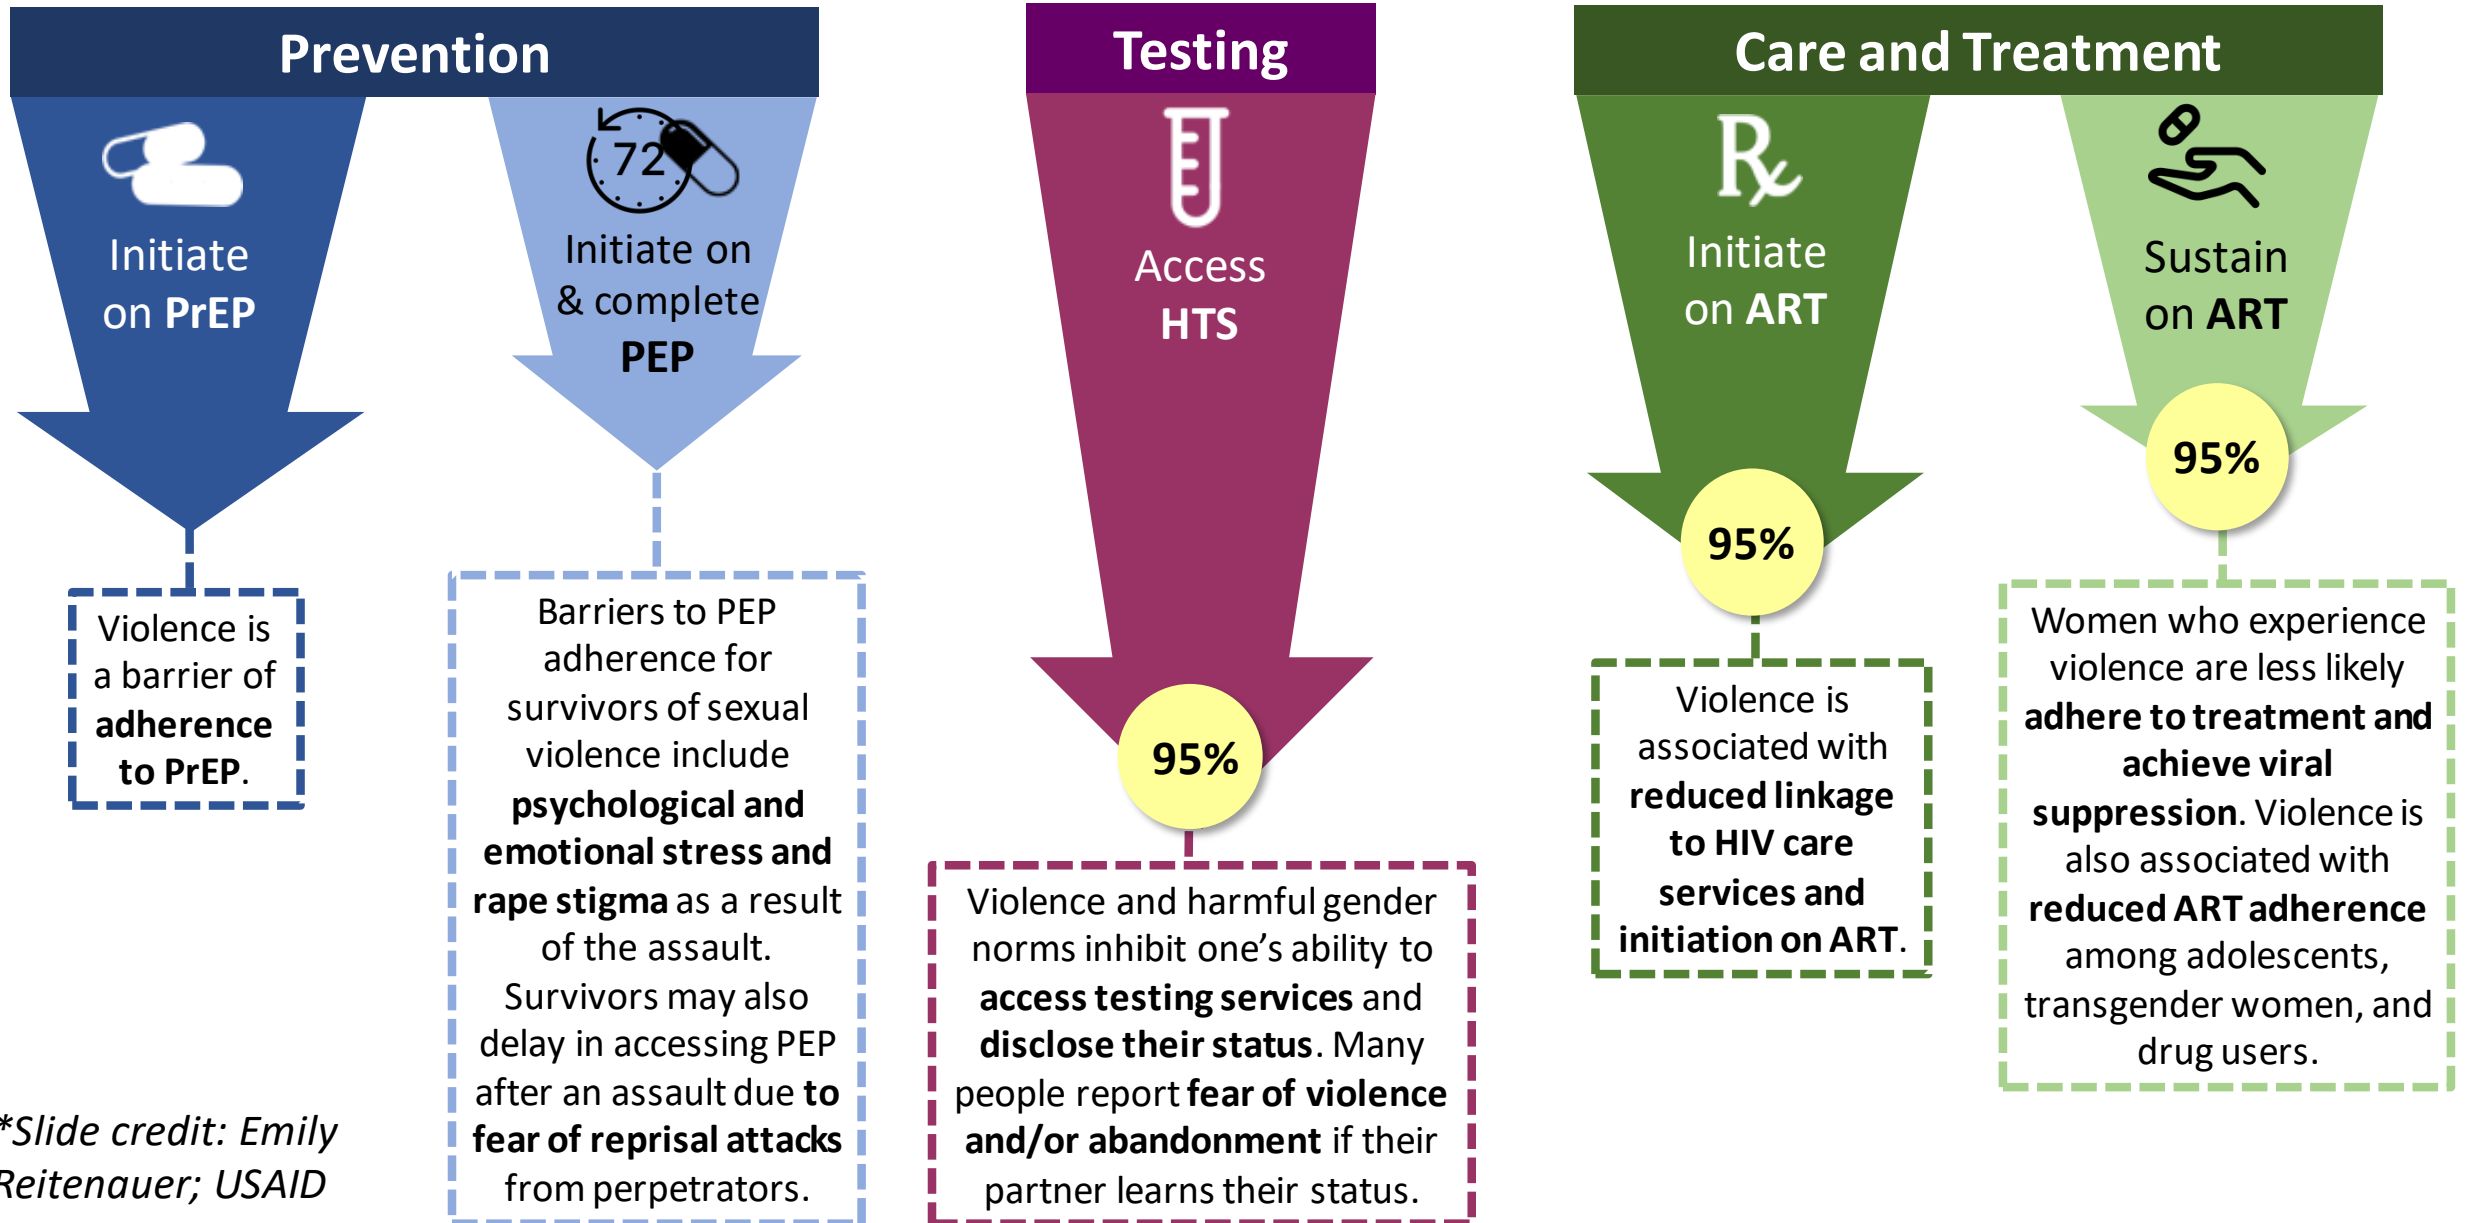 Prevention
Initiate
on PrEP
Violence is
a barrier of
adherence
to PrEP.
72
Initiate on
& complete
PEP
Barriers to PEP
adherence for
survivors of sexual
violence include
psychological and
emotional stress and
rape stigma as a result
of the assault.
Survivors may also
delay in accessing PEP
after an assault due to
fear of reprisal attacks
from perpetrators.
Testing
Access
HTS
95%
Violence and harmful gender
norms inhibit one’s ability to
access testing services and
disclose their status. Many
people report fear of violence
and/or abandonment if their
partner learns their status.
Care and Treatment
Rx
Initiate
on ART
95%
Violence is
associated with
reduced linkage
to HIV care
services and
initiation on ART.
Sustain
on ART
95%
Women who experience
violence are less likely
adhere to treatment and
achieve viral
suppression. Violence is
also associated with
reduced ART adherence
among adolescents,
transgender women, and
drug users.
*Slide credit: Emily
Reitenauer; USAID